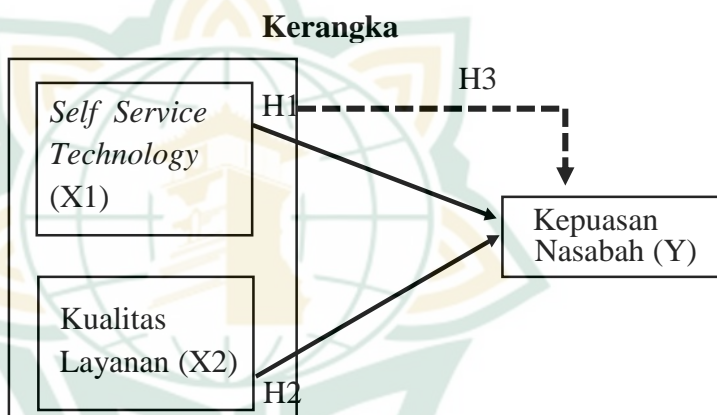 Kerangka
H3
H1
Self Service
Technology
(X1)
Kepuasan
Nasabah (Y)
Kualitas
Layanan (X2)
H2